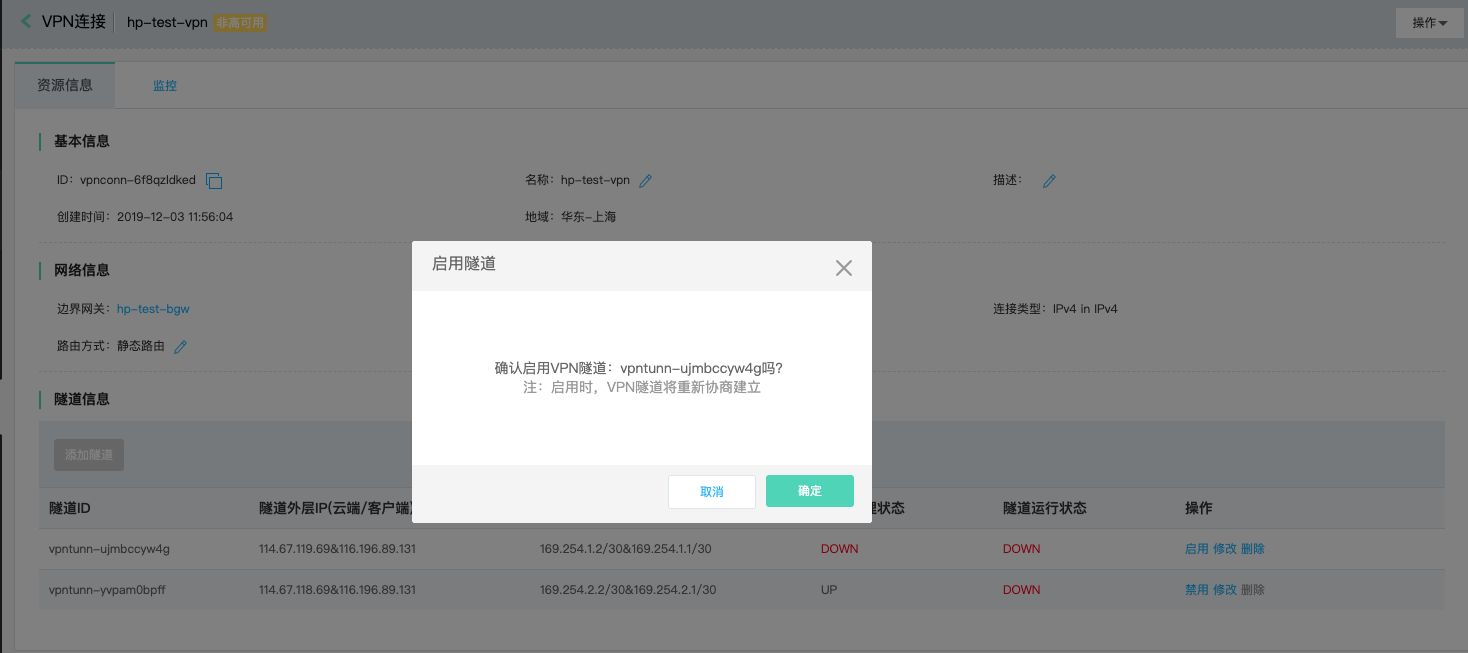 VPN连接 hp-test-vpn 非高可用 操作
资源信息 监控
基本信息
ID：vpnconn-6f8qzldked 名称：hp-test-vpn 描述：
创建时间：2019-12-03 11:56:04 地域：华东-上海
网络信息
边界网关：hp-test-bgw 连接类型：IPv4 in IPv4
路由方式：静态路由
隧道信息
添加隧道
启用隧道
确认启用VPN隧道：vpntunn-ujmbccyw4g吗?
注：启用时，VPN隧道将重新协商建立
取消 确定
隧道ID 隧道外层IP(云端/客户端) 理状态 隧道运行状态 操作
vpntunn-ujmbccyw4g 114.67.119.69&116.196.89.131 169.254.1.2/30&169.254.1.1/30 DOWN DOWN 启用 修改 删除
vpntunn-yvpam0bpff 114.67.118.69&116.196.89.131 169.254.2.2/30&169.254.2.1/30 UP DOWN 禁用 修改 删除